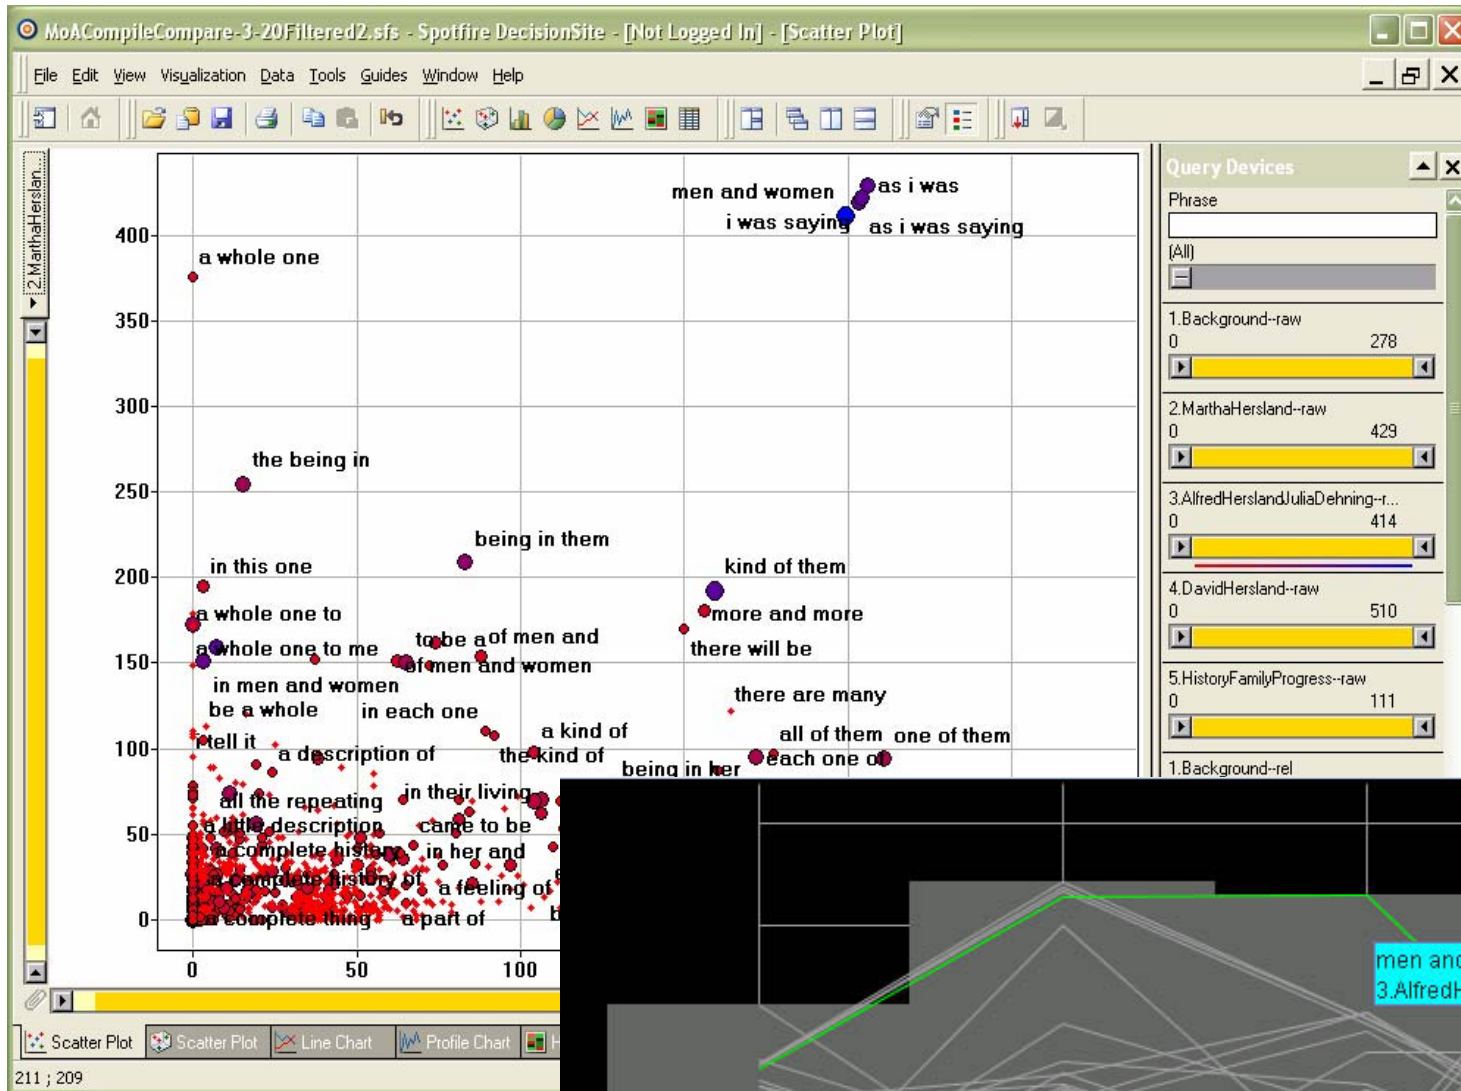 MoACompileCompare-3-20Filtered2.sfs - Spotfire DecisionSite - [Not Logged In] - [Scatter Plot]
File Edit View Visualization Data Tools Guides Window Help
2.MarthaHerslan...
400
350
300
250
200
150
100
50
0
0 50 100
men and women
as i was
i was saying
as i was saying
a whole one
the being in
being in them
in this one
kind of them
a whole one to
more and more
to be a
of men and
a whole one to me
of men and women
there will be
in men and women
there are many
be a whole
in each one
a kind of
all of them
one of them
i tell it
a description of
the kind of
each one of
being in her
all the repeating
in their living
a little description
came to be
a complete history
in her and
a complete history of
a feeling of
a complete thing
a part of
Query Devices
Phrase
(All)
1.Background--raw
0 278
2.MarthaHersland--raw
0 429
3.AlfredHerslandJuliaDehning--r...
0 414
4.DavidHersland--raw
0 510
5.HistoryFamilyProgress--raw
0 111
1.Background--rel
men and
3.AlfredH
Scatter Plot Scatter Plot Line Chart Profile Chart H
211 ; 209